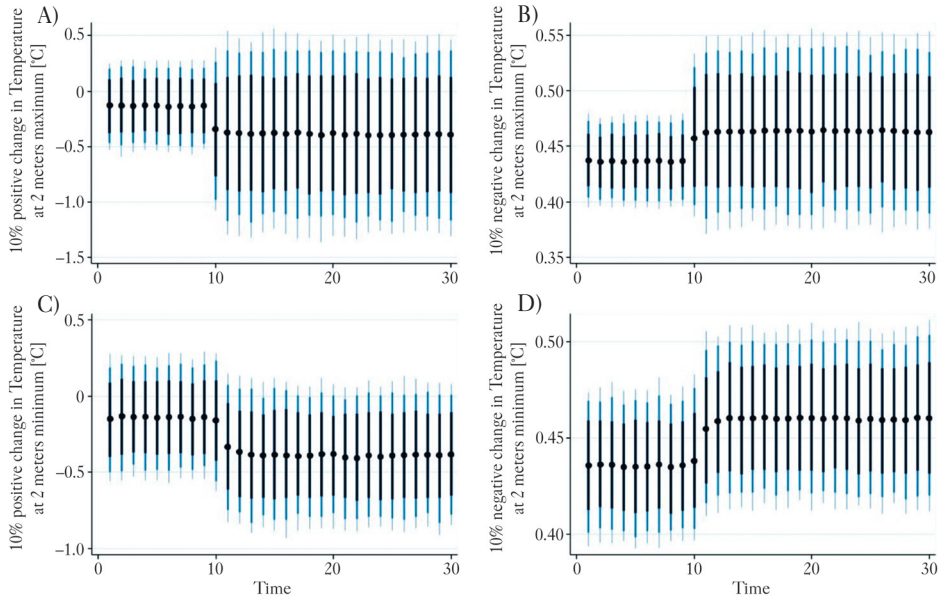 A)
10% positive change in Temperature
at 2 meters maximum [°C]
0.5
0
−0.5
−1.0
−1.5
0
10
20
30
B)
10% negative change in Temperature
at 2 meters maximum [°C]
0.55
0.50
0.45
0.40
0.35
0
10
20
30
C)
10% positive change in Temperature
at 2 meters minimum [°C]
0.5
0
−0.5
−1.0
0
10
20
30
Time
D)
10% negative change in Temperature
at 2 meters minimum [°C]
0.50
0.45
0.40
0
10
20
30
Time